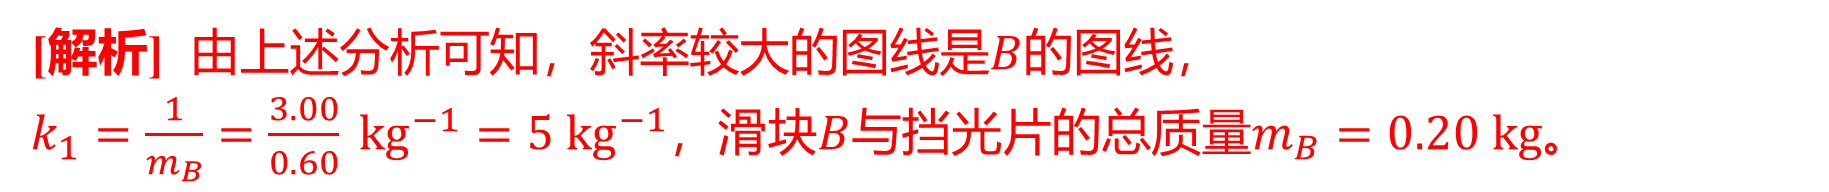 [解析] 由上述分析可知，斜率较大的图线是B的图线，
k₁ = 1/m_B = 3.00/0.60 kg⁻¹ = 5 kg⁻¹，滑块B与挡光片的总质量m_B = 0.20 kg。